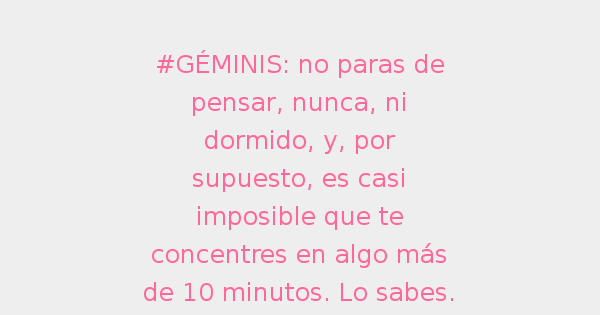 #GÉMINIS: no paras de
pensar, nunca, ni
dormido, y, por
supuesto, es casi
imposible que te
concentres en algo más
de 10 minutos. Lo sabes.